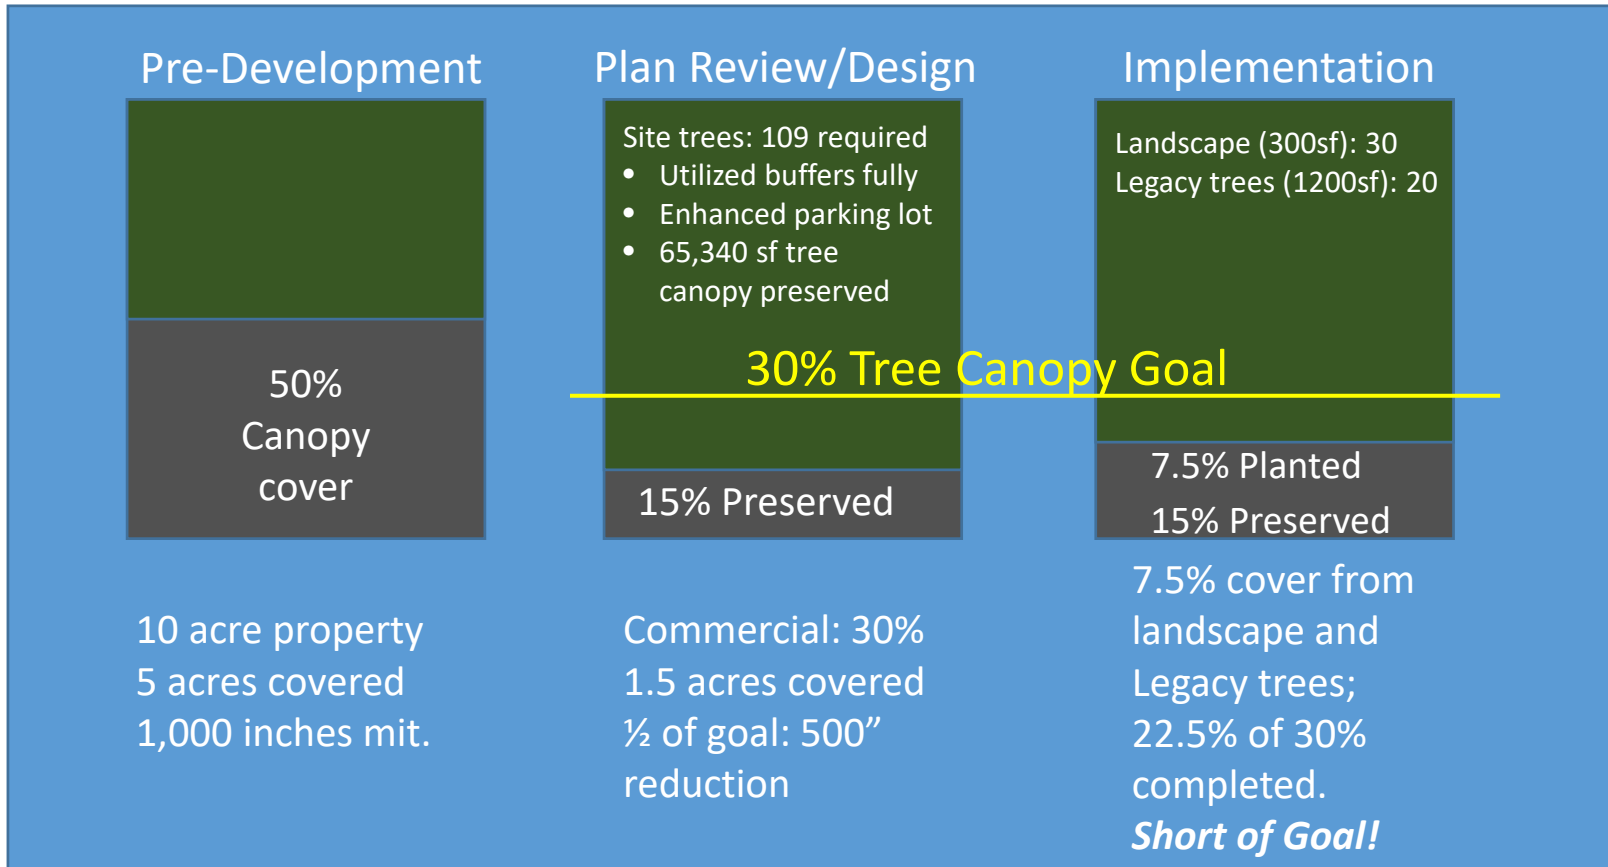 Pre-Development
50%
Canopy
cover
10 acre property
5 acres covered
1,000 inches mit.
Plan Review/Design
Site trees: 109 required
• Utilized buffers fully
• Enhanced parking lot
• 65,340 sf tree
canopy preserved
30% Tree Canopy Goal
15% Preserved
Commercial: 30%
1.5 acres covered
½ of goal: 500”
reduction
Implementation
Landscape (300sf): 30
Legacy trees (1200sf): 20
7.5% Planted
15% Preserved
7.5% cover from
landscape and
Legacy trees;
22.5% of 30%
completed.
Short of Goal!